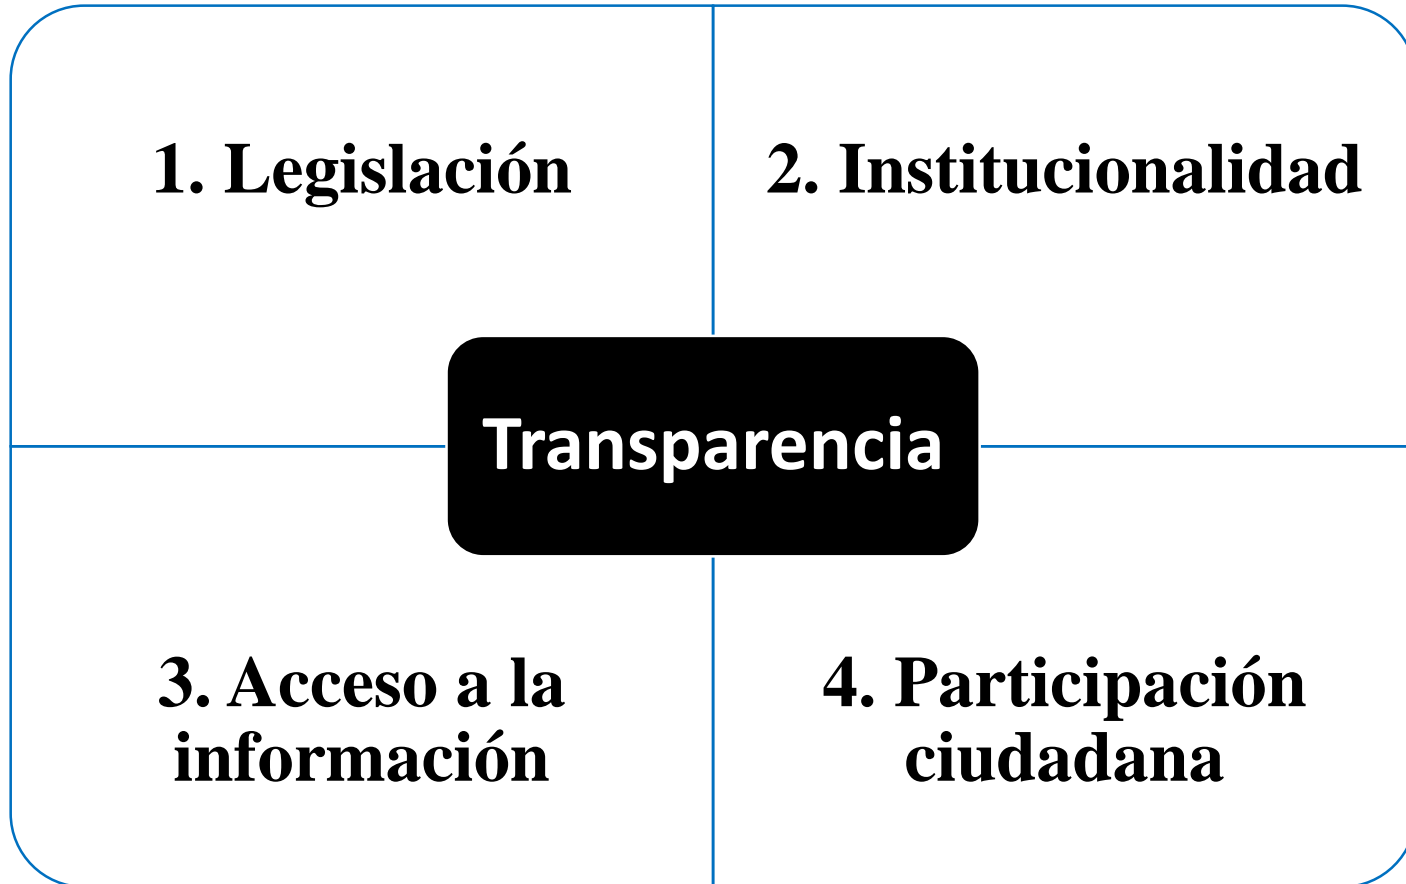 1. Legislación
2. Institucionalidad
Transparencia
3. Acceso a la
información
4. Participación
ciudadana